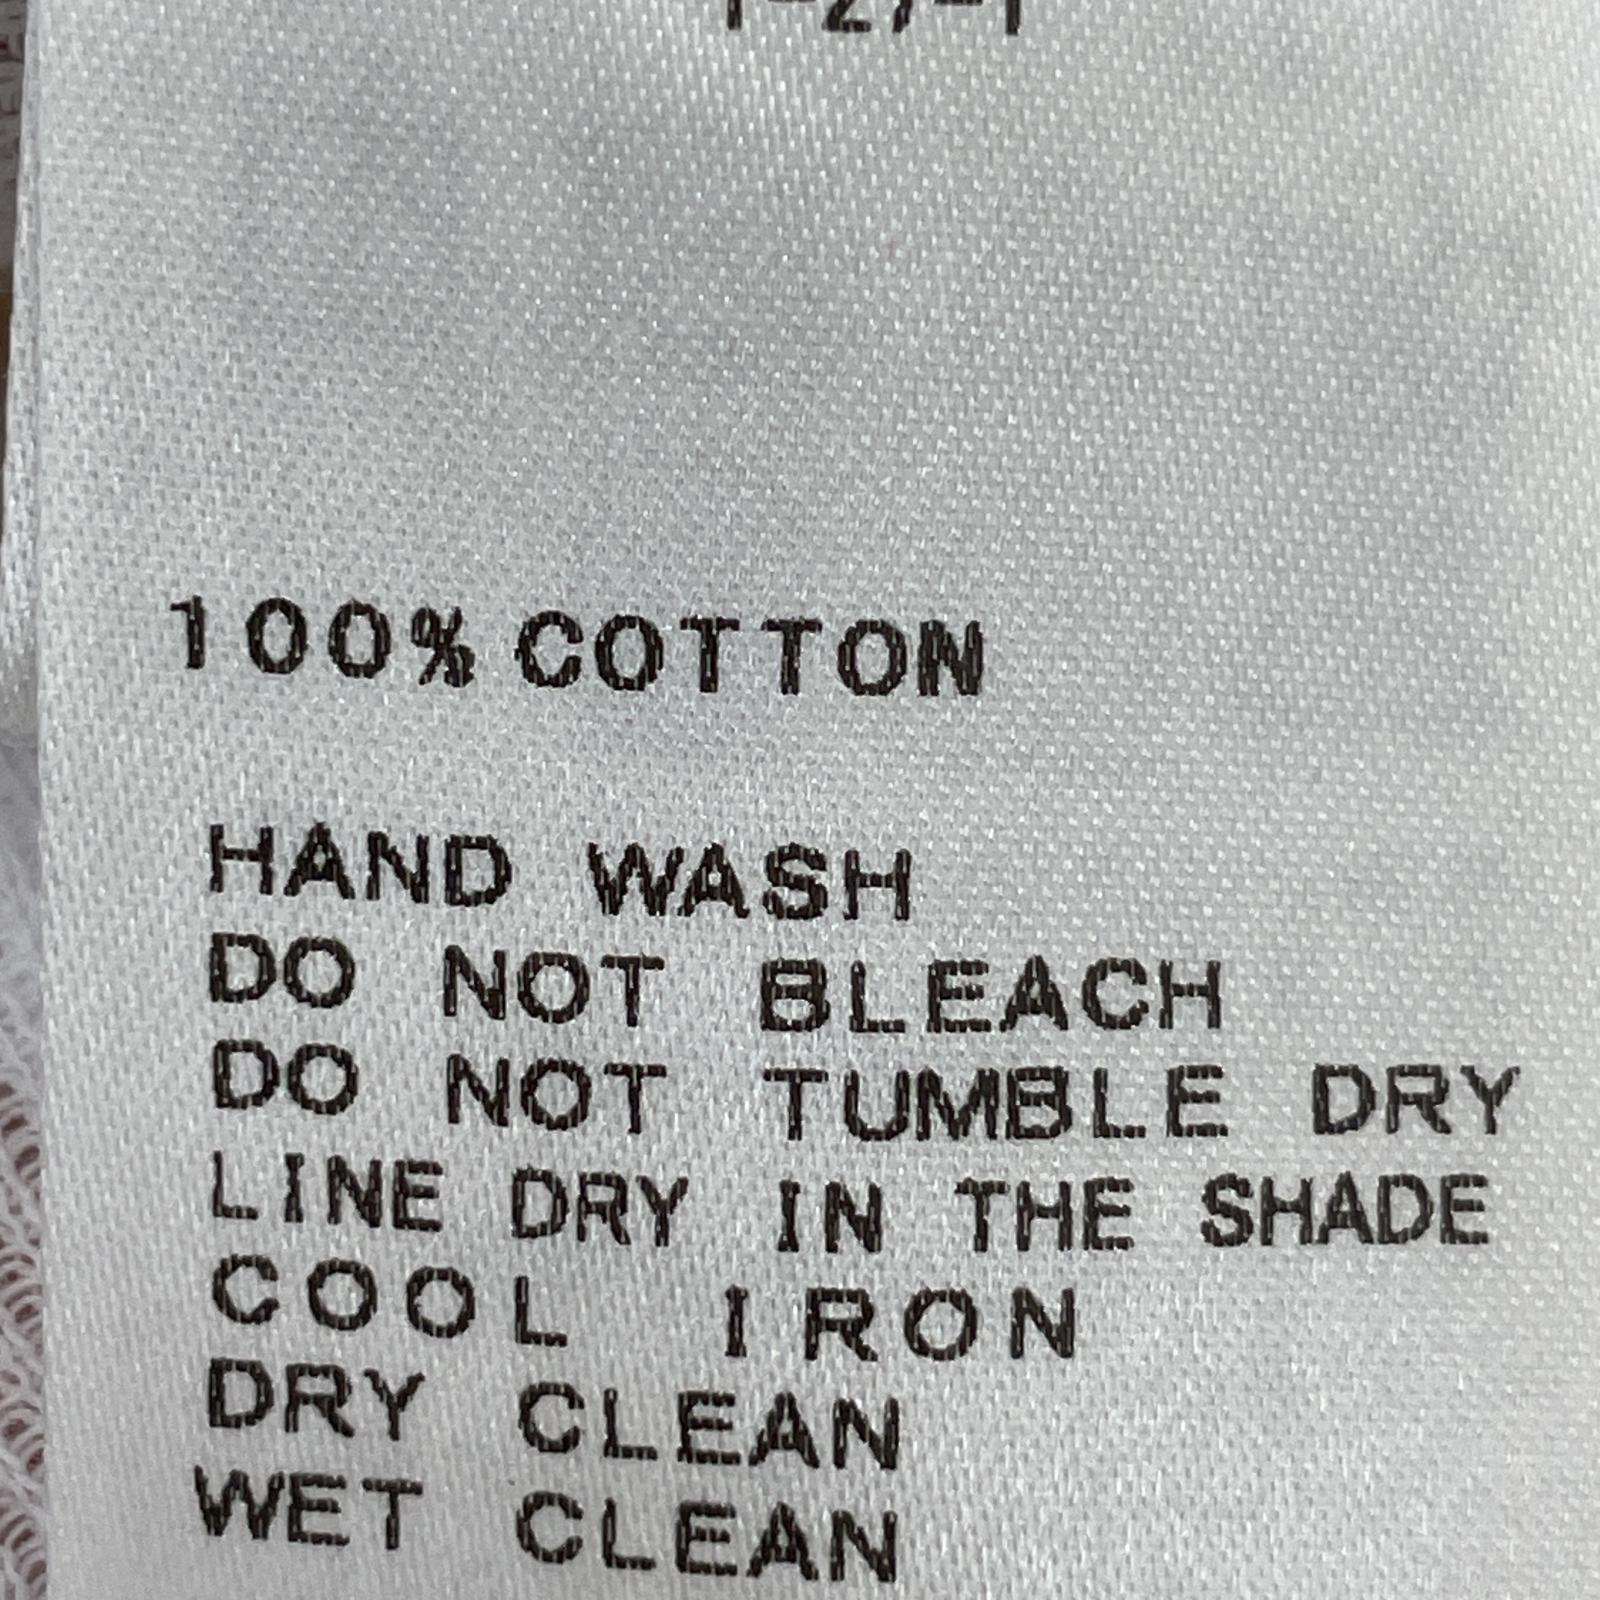 100% COTTON
HAND WASH
DO NOT BLEACH
DO NOT TUMBLE DRY
LINE DRY IN THE SHADE
COOL IRON
DRY CLEAN
WET CLEAN